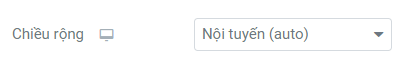 Chiều rộng
Nội tuyến (auto)